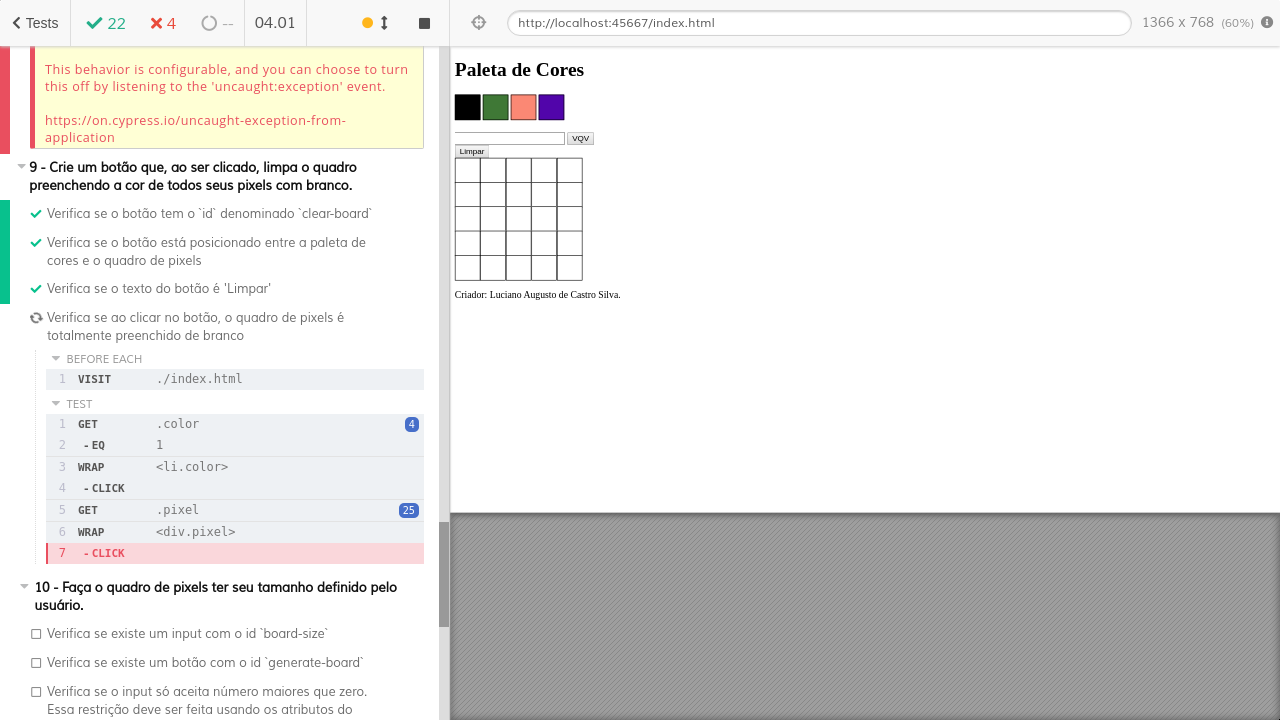 Tests 22 4 -- 04.01 http://localhost:45667/index.html 1366 x 768 (60%)
This behavior is configurable, and you can choose to turn
this off by listening to the 'uncaught:exception' event.
https://on.cypress.io/uncaught-exception-from-
application
9 - Crie um botão que, ao ser clicado, limpa o quadro
preenchendo a cor de todos seus pixels com branco.
Verifica se o botão tem o `id` denominado `clear-board`
Verifica se o botão está posicionado entre a paleta de
cores e o quadro de pixels
Verifica se o texto do botão é 'Limpar'
Verifica se ao clicar no botão, o quadro de pixels é
totalmente preenchido de branco
BEFORE EACH
1 VISIT ./index.html
TEST
1 GET .color 4
2 - EQ 1
3 WRAP <li.color>
4 - CLICK
5 GET .pixel 25
6 WRAP <div.pixel>
7 - CLICK
10 - Faça o quadro de pixels ter seu tamanho definido pelo
usuário.
Verifica se existe um input com o id `board-size`
Verifica se existe um botão com o id `generate-board`
Verifica se o input só aceita número maiores que zero.
Essa restrição deve ser feita usando os atributos do
Paleta de Cores
VQV
Limpar
Criador: Luciano Augusto de Castro Silva.